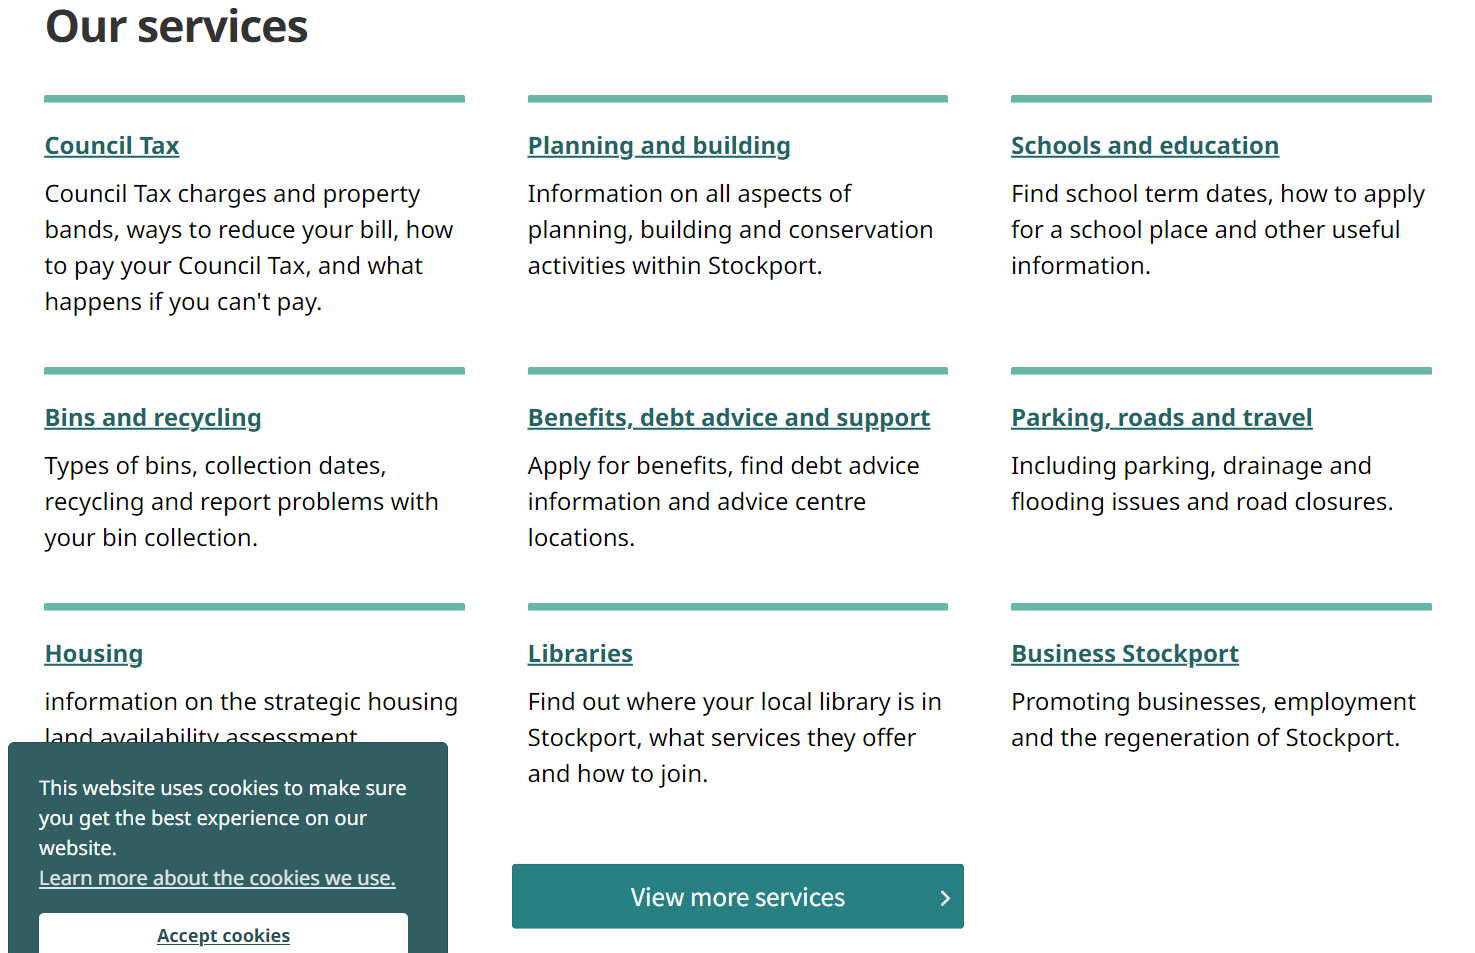 Our services
Council Tax
Council Tax charges and property
bands, ways to reduce your bill, how
to pay your Council Tax, and what
happens if you can't pay.
Planning and building
Information on all aspects of
planning, building and conservation
activities within Stockport.
Schools and education
Find school term dates, how to apply
for a school place and other useful
information.
Bins and recycling
Types of bins, collection dates,
recycling and report problems with
your bin collection.
Benefits, debt advice and support
Apply for benefits, find debt advice
information and advice centre
locations.
Parking, roads and travel
Including parking, drainage and
flooding issues and road closures.
Housing
information on the strategic housing
land availability assessment
Libraries
Find out where your local library is in
Stockport, what services they offer
and how to join.
Business Stockport
Promoting businesses, employment
and the regeneration of Stockport.
This website uses cookies to make sure
you get the best experience on our
website.
Learn more about the cookies we use.
Accept cookies
View more services